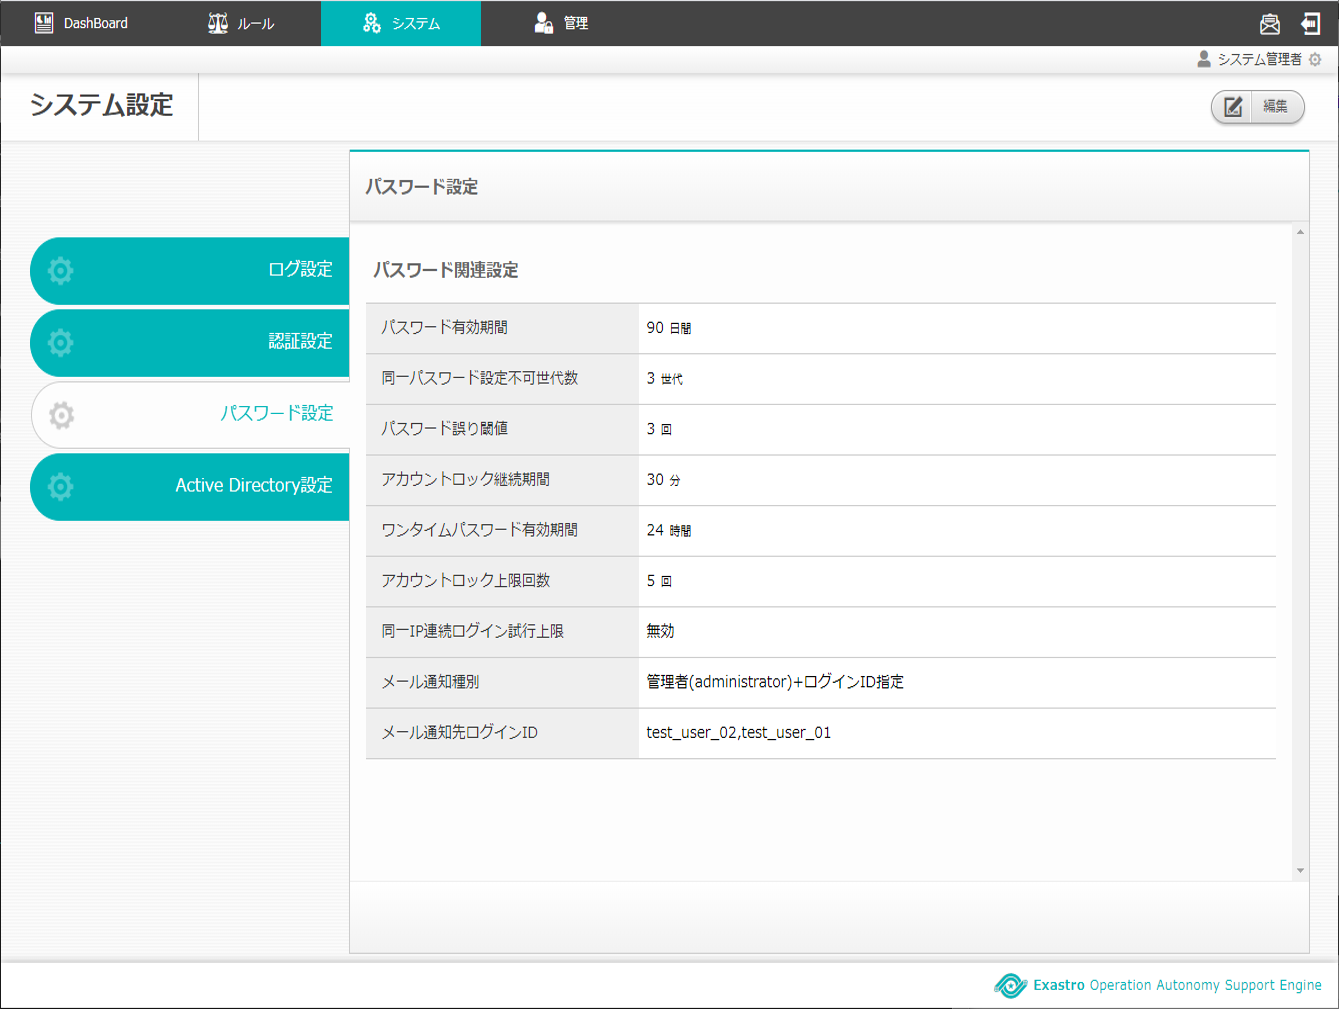 DashBoard
ルール
システム
管理
システム管理者
システム設定
編集
パスワード設定
ログ設定
認証設定
パスワード設定
Active Directory設定
パスワード関連設定
パスワード有効期間 90 日間
同一パスワード設定不可世代数 3 世代
パスワード誤り閾値 3 回
アカウントロック継続期間 30 分
ワンタイムパスワード有効期間 24 時間
アカウントロック上限回数 5 回
同一IP連続ログイン試行上限 無効
メール通知種別 管理者(administrator)+ログインID指定
メール通知先ログインID test_user_02,test_user_01
Exastro Operation Autonomy Support Engine